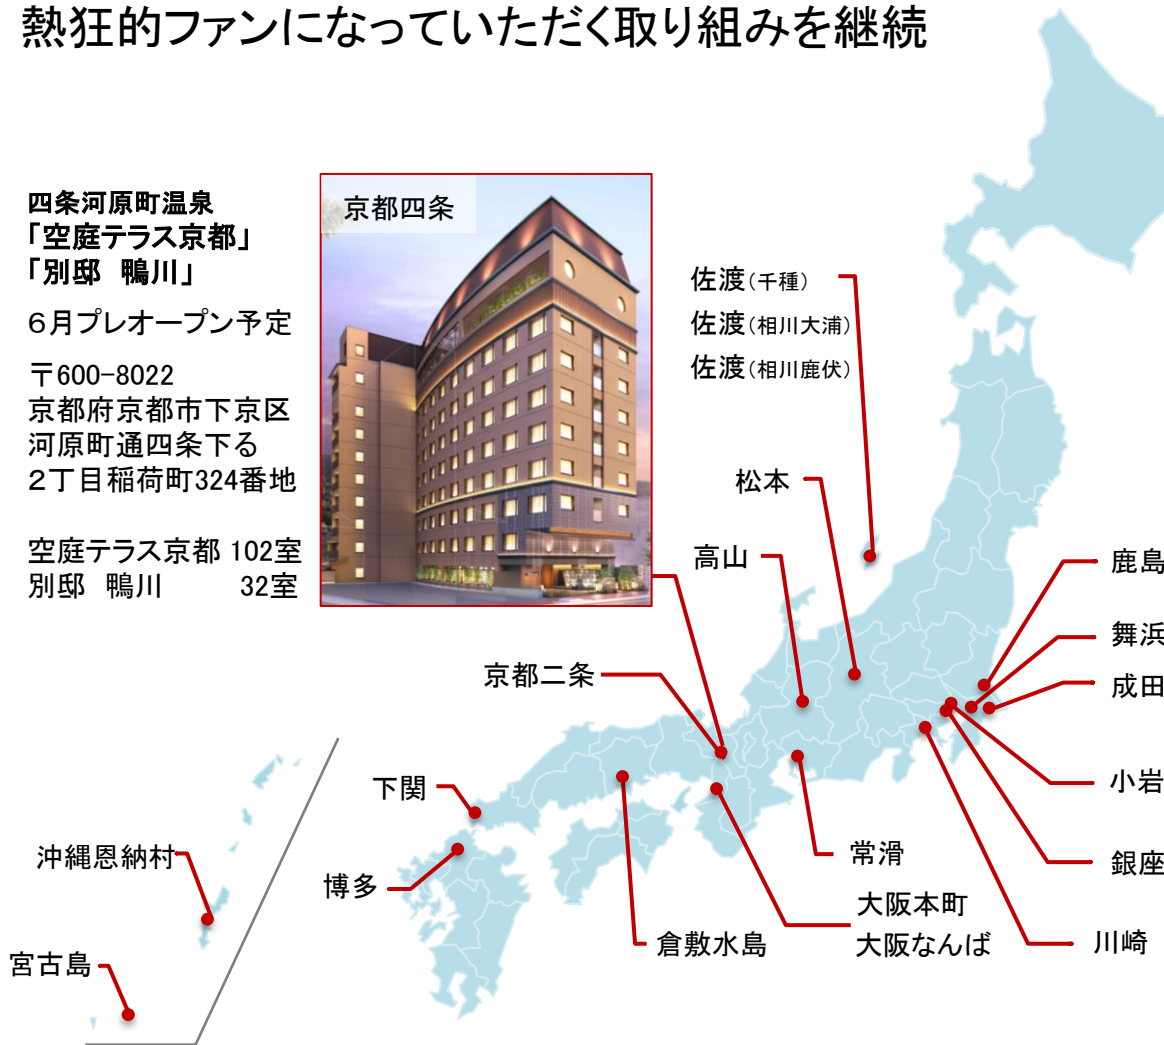 熱狂的ファンになっていただく取り組みを継続
四条河原町温泉
「空庭テラス京都」
「別邸 鴨川」
6月プレオープン予定
〒600-8022
京都府京都市下京区
河原町通四条下る
2丁目稲荷町324番地
空庭テラス京都 102室
別邸 鴨川 32室
京都四条
佐渡(千種)
佐渡(相川大浦)
佐渡(相川鹿伏)
松本
高山
京都二条
鹿島
舞浜
成田
小岩
銀座
川崎
常滑
大阪本町
大阪なんば
倉敷水島
下関
博多
沖縄恩納村
宮古島